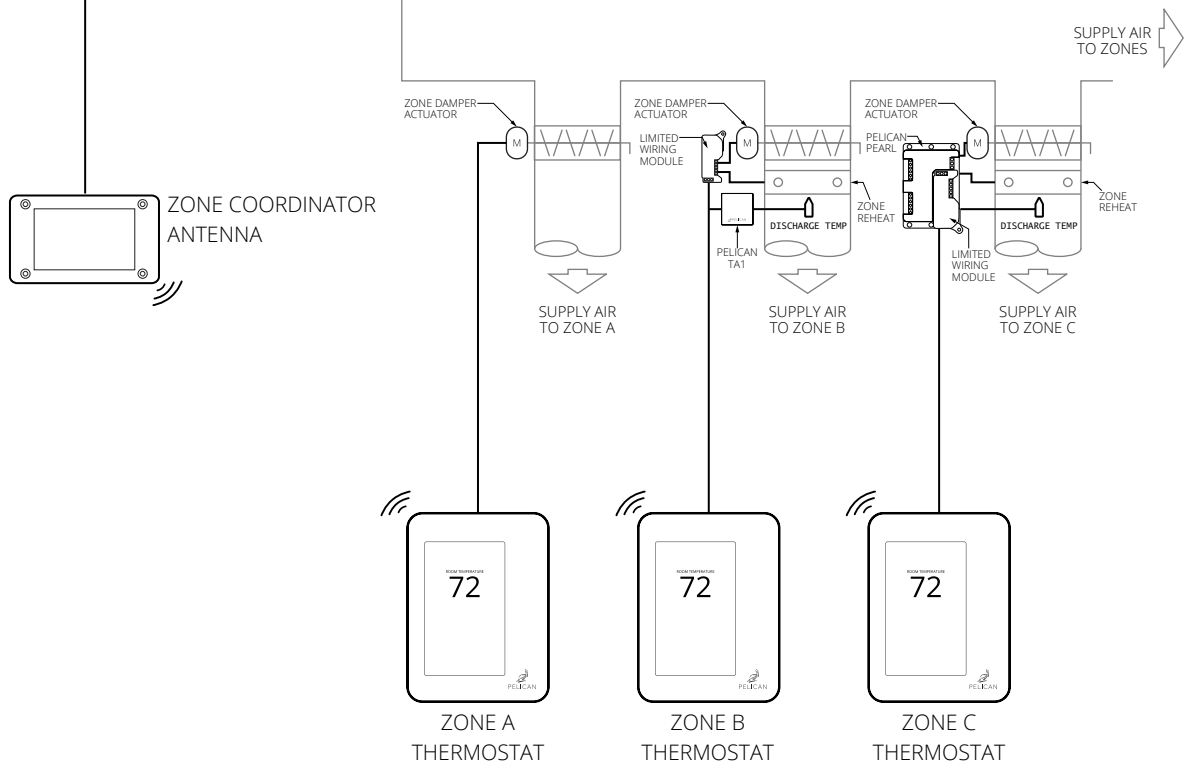 SUPPLY AIR
TO ZONES
ZONE DAMPER
ACTUATOR
M
ZONE DAMPER
ACTUATOR
LIMITED
WIRING
MODULE
M
ZONE DAMPER
ACTUATOR
PELICAN
PEARL
M
ZONE COORDINATOR
ANTENNA
PELICAN
PELICAN
TA1
DISCHARGE TEMP
ZONE
REHEAT
DISCHARGE TEMP
ZONE
REHEAT
LIMITED
WIRING
MODULE
SUPPLY AIR
TO ZONE A
SUPPLY AIR
TO ZONE B
SUPPLY AIR
TO ZONE C
ROOM TEMPERATURE
72
PELICAN
ROOM TEMPERATURE
72
PELICAN
ROOM TEMPERATURE
72
PELICAN
ZONE A
THERMOSTAT
ZONE B
THERMOSTAT
ZONE C
THERMOSTAT